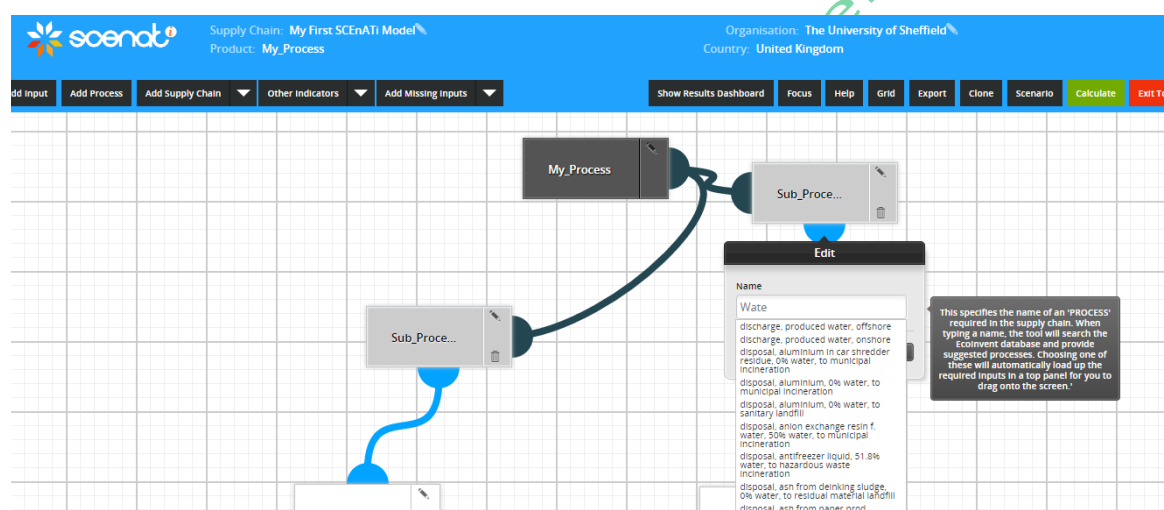 scenat
Supply Chain: My First SCEnATi Model
Product: My_Process
Organisation: The University of Sheffield
Country: United Kingdom
dd Input
Add Process
Add Supply Chain
Other Indicators
Add Missing Inputs
Show Results Dashboard
Focus
Help
Grid
Export
Clone
Scenario
Calculate
Exit To
My_Process
Sub_Proce...
Edit
Name
Wate
discharge, produced water, offshore
discharge, produced water, onshore
disposal, aluminium in car shredder
residue, 0% water, to municipal
incineration
disposal, aluminium, 0% water, to
municipal incineration
disposal, aluminium, 0% water, to
sanitary landfill
disposal, anion exchange resin f.
water, 50% water, to municipal
incineration
disposal, antifreezer liquid, 51.8%
water, to hazardous waste
incineration
disposal, ash from deinking sludge,
0% water, to residual material landfill
disposal, ash from paper prod.
This specifies the name of an 'PROCESS'
required in the supply chain. When
typing a name, the tool will search the
Ecoinvent database and provide
suggested processes. Choosing one of
these will automatically load up the
required inputs in a top panel for you to
drag onto the screen.'
Sub_Proce...